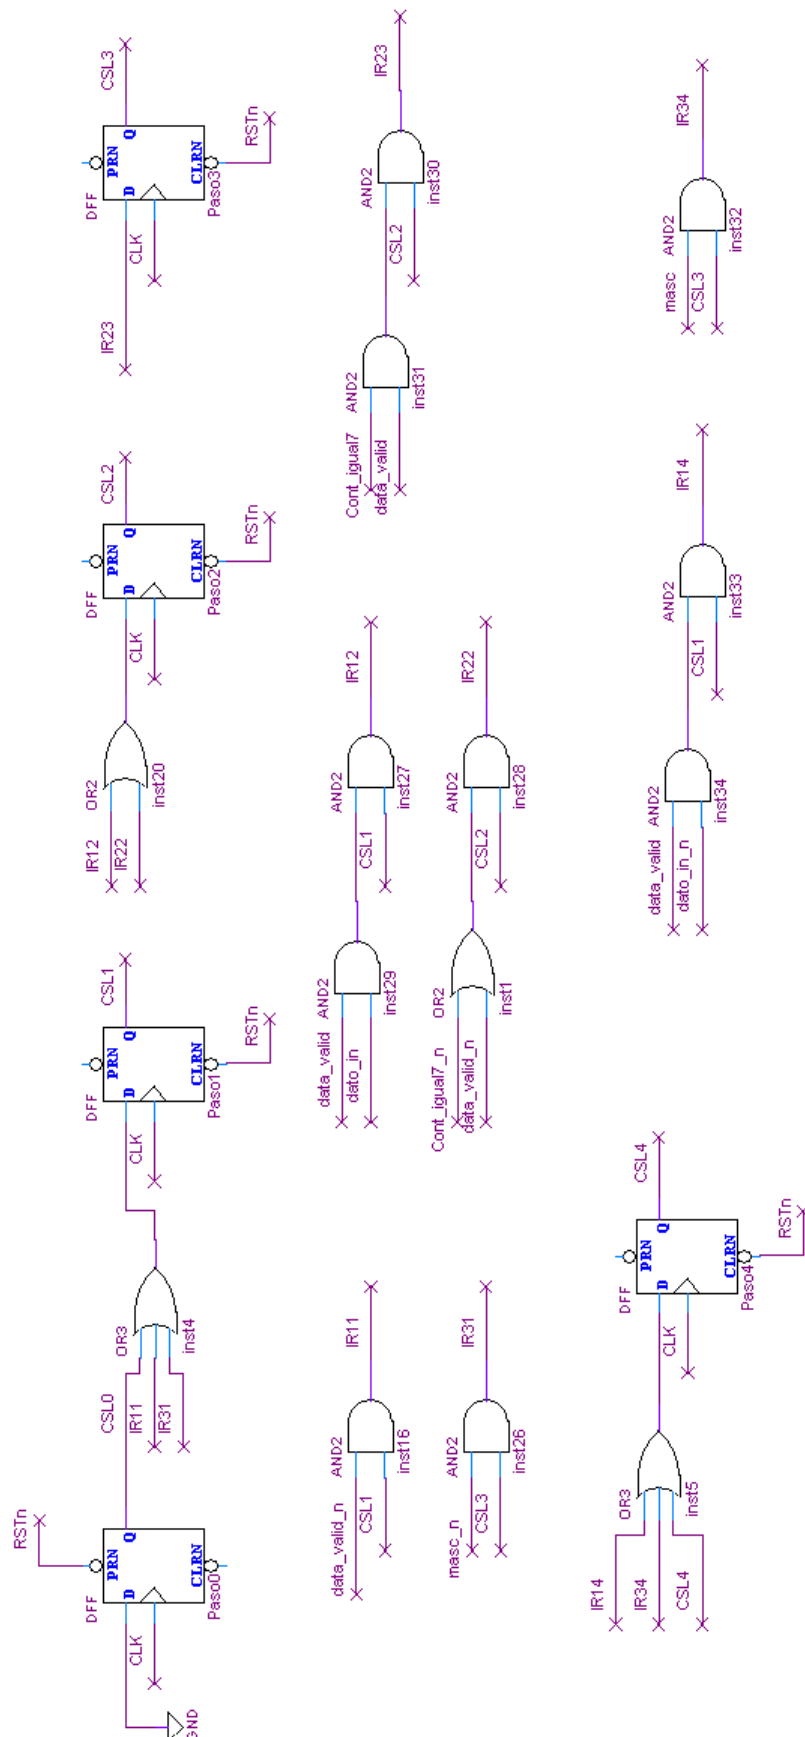 GND
CLK
DFF
D
PRN
Q
CLRN
Paso0
RSTn
CSL0
IR11
IR31
OR3
inst4
CLK
DFF
D
PRN
Q
CLRN
Paso1
RSTn
CSL1
IR12
IR22
OR2
inst20
CLK
DFF
D
PRN
Q
CLRN
Paso2
RSTn
CSL2
IR23
CLK
DFF
D
PRN
Q
CLRN
Paso3
RSTn
CSL3
data_valid_n
CSL1
AND2
inst16
IR11
data_valid
dato_in
AND2
inst29
CSL1
AND2
inst27
IR12
Cont_igual7
data_valid
AND2
inst31
CSL2
AND2
inst30
IR23
masc_n
CSL3
AND2
inst26
IR31
Cont_igual7_n
data_valid_n
OR2
inst1
CSL2
AND2
inst28
IR22
IR14
IR34
CSL4
OR3
inst5
CLK
DFF
D
PRN
Q
CLRN
Paso4
RSTn
CSL4
data_valid
dato_in_n
AND2
inst34
CSL1
AND2
inst33
IR14
masc
CSL3
AND2
inst32
IR34